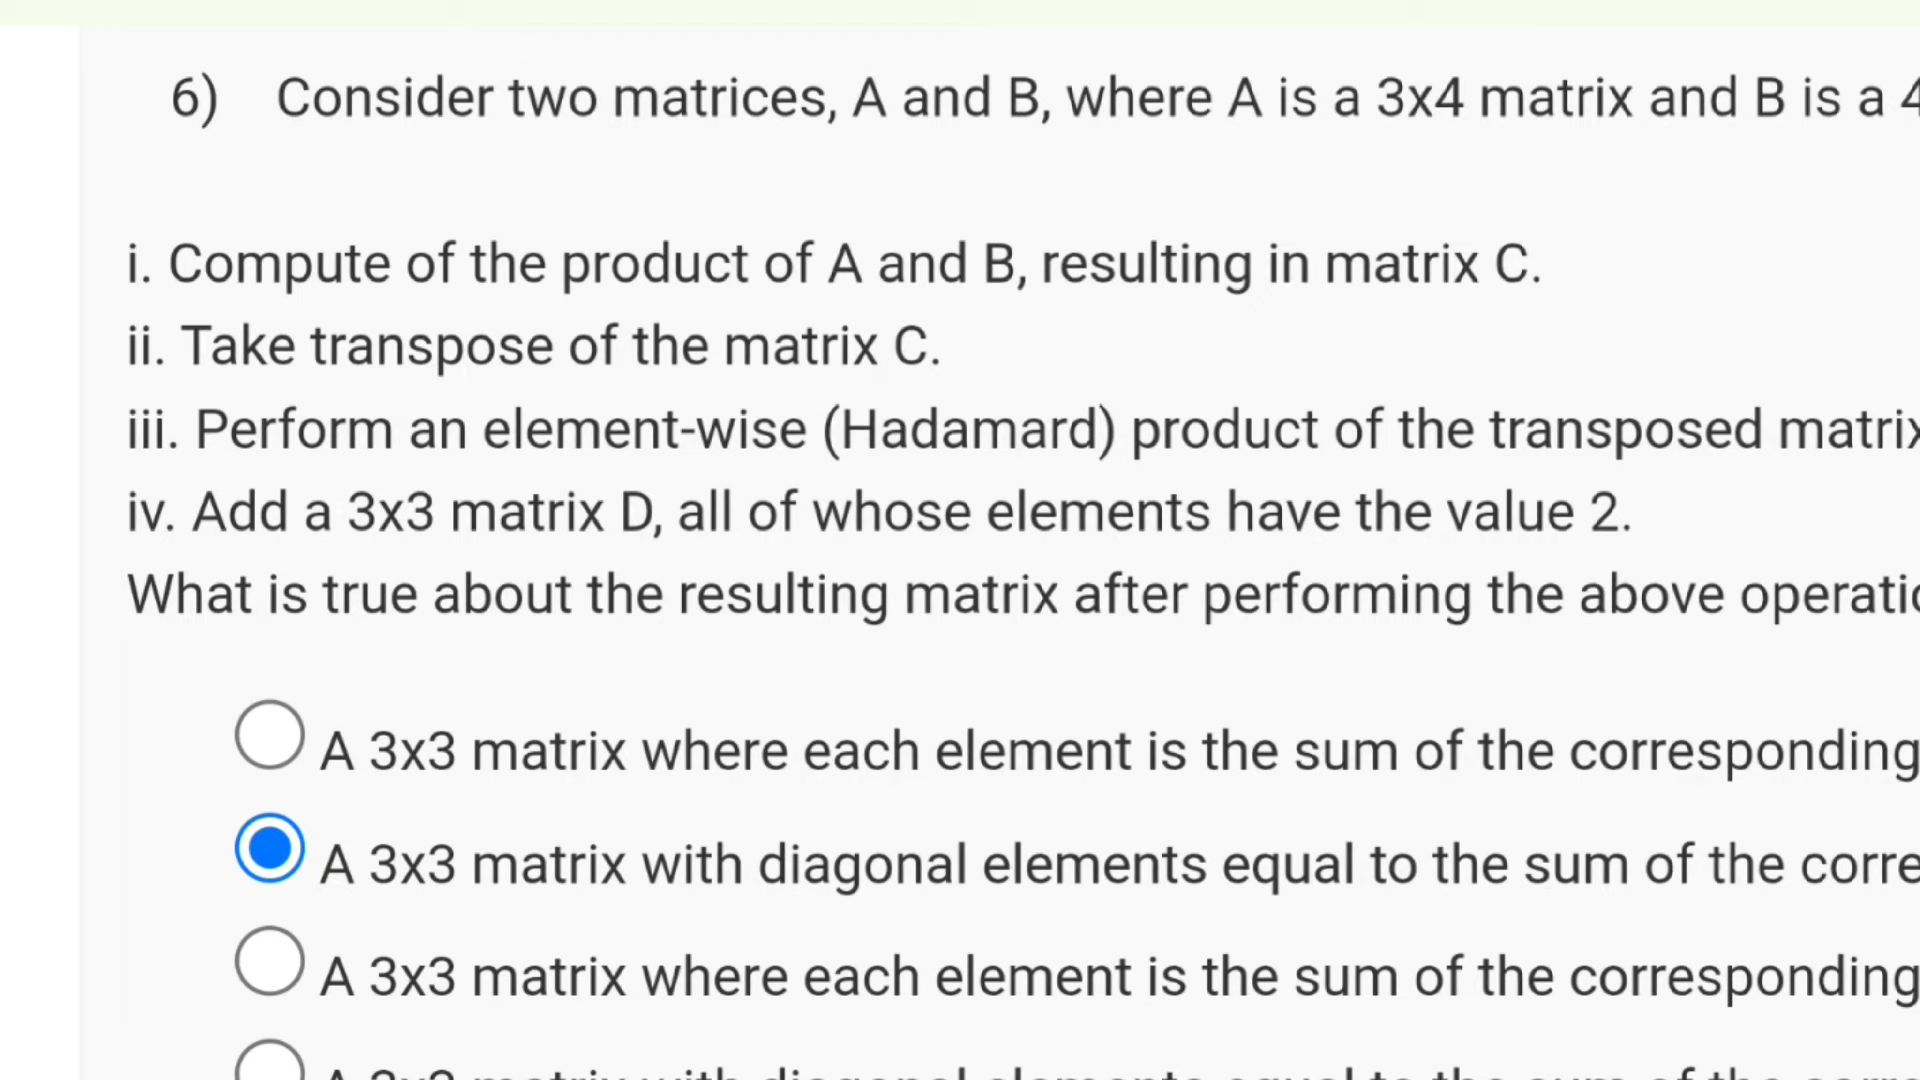 6) Consider two matrices, A and B, where A is a 3x4 matrix and B is a
i. Compute of the product of A and B, resulting in matrix C.
ii. Take transpose of the matrix C.
iii. Perform an element-wise (Hadamard) product of the transposed
iv. Add a 3x3 matrix D, all of whose elements have the value 2.
What is true about the resulting matrix after performing the above
A 3x3 matrix where each element is the sum of the corresponding
A 3x3 matrix with diagonal elements equal to the sum of the
A 3x3 matrix where each element is the sum of the corresponding